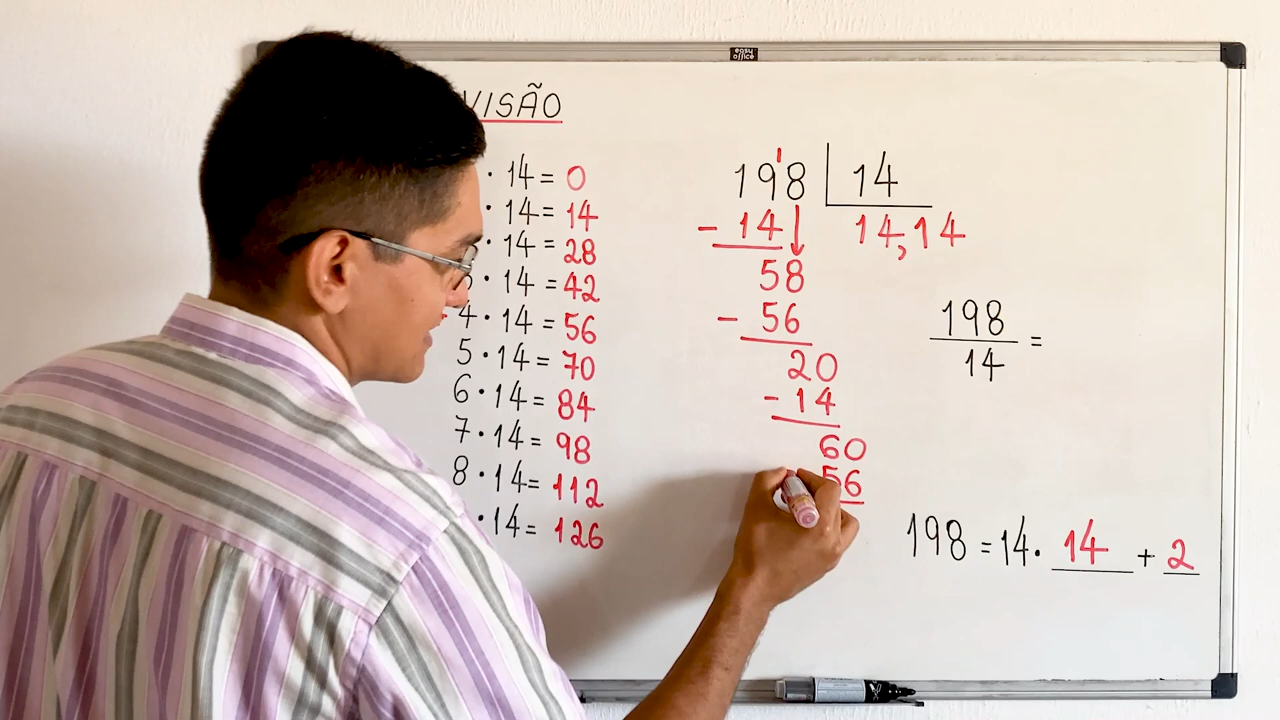 easy office
VISÃO
· 14 = 0
· 14 = 14
· 14 = 28
· 14 = 42
4 · 14 = 56
5 · 14 = 70
6 · 14 = 84
7 · 14 = 98
8 · 14 = 112
· 14 = 126
198 | 14
- 14 14,14
58
- 56
20
- 14
60
56
198
14 =
198 = 14 · 14 + 2